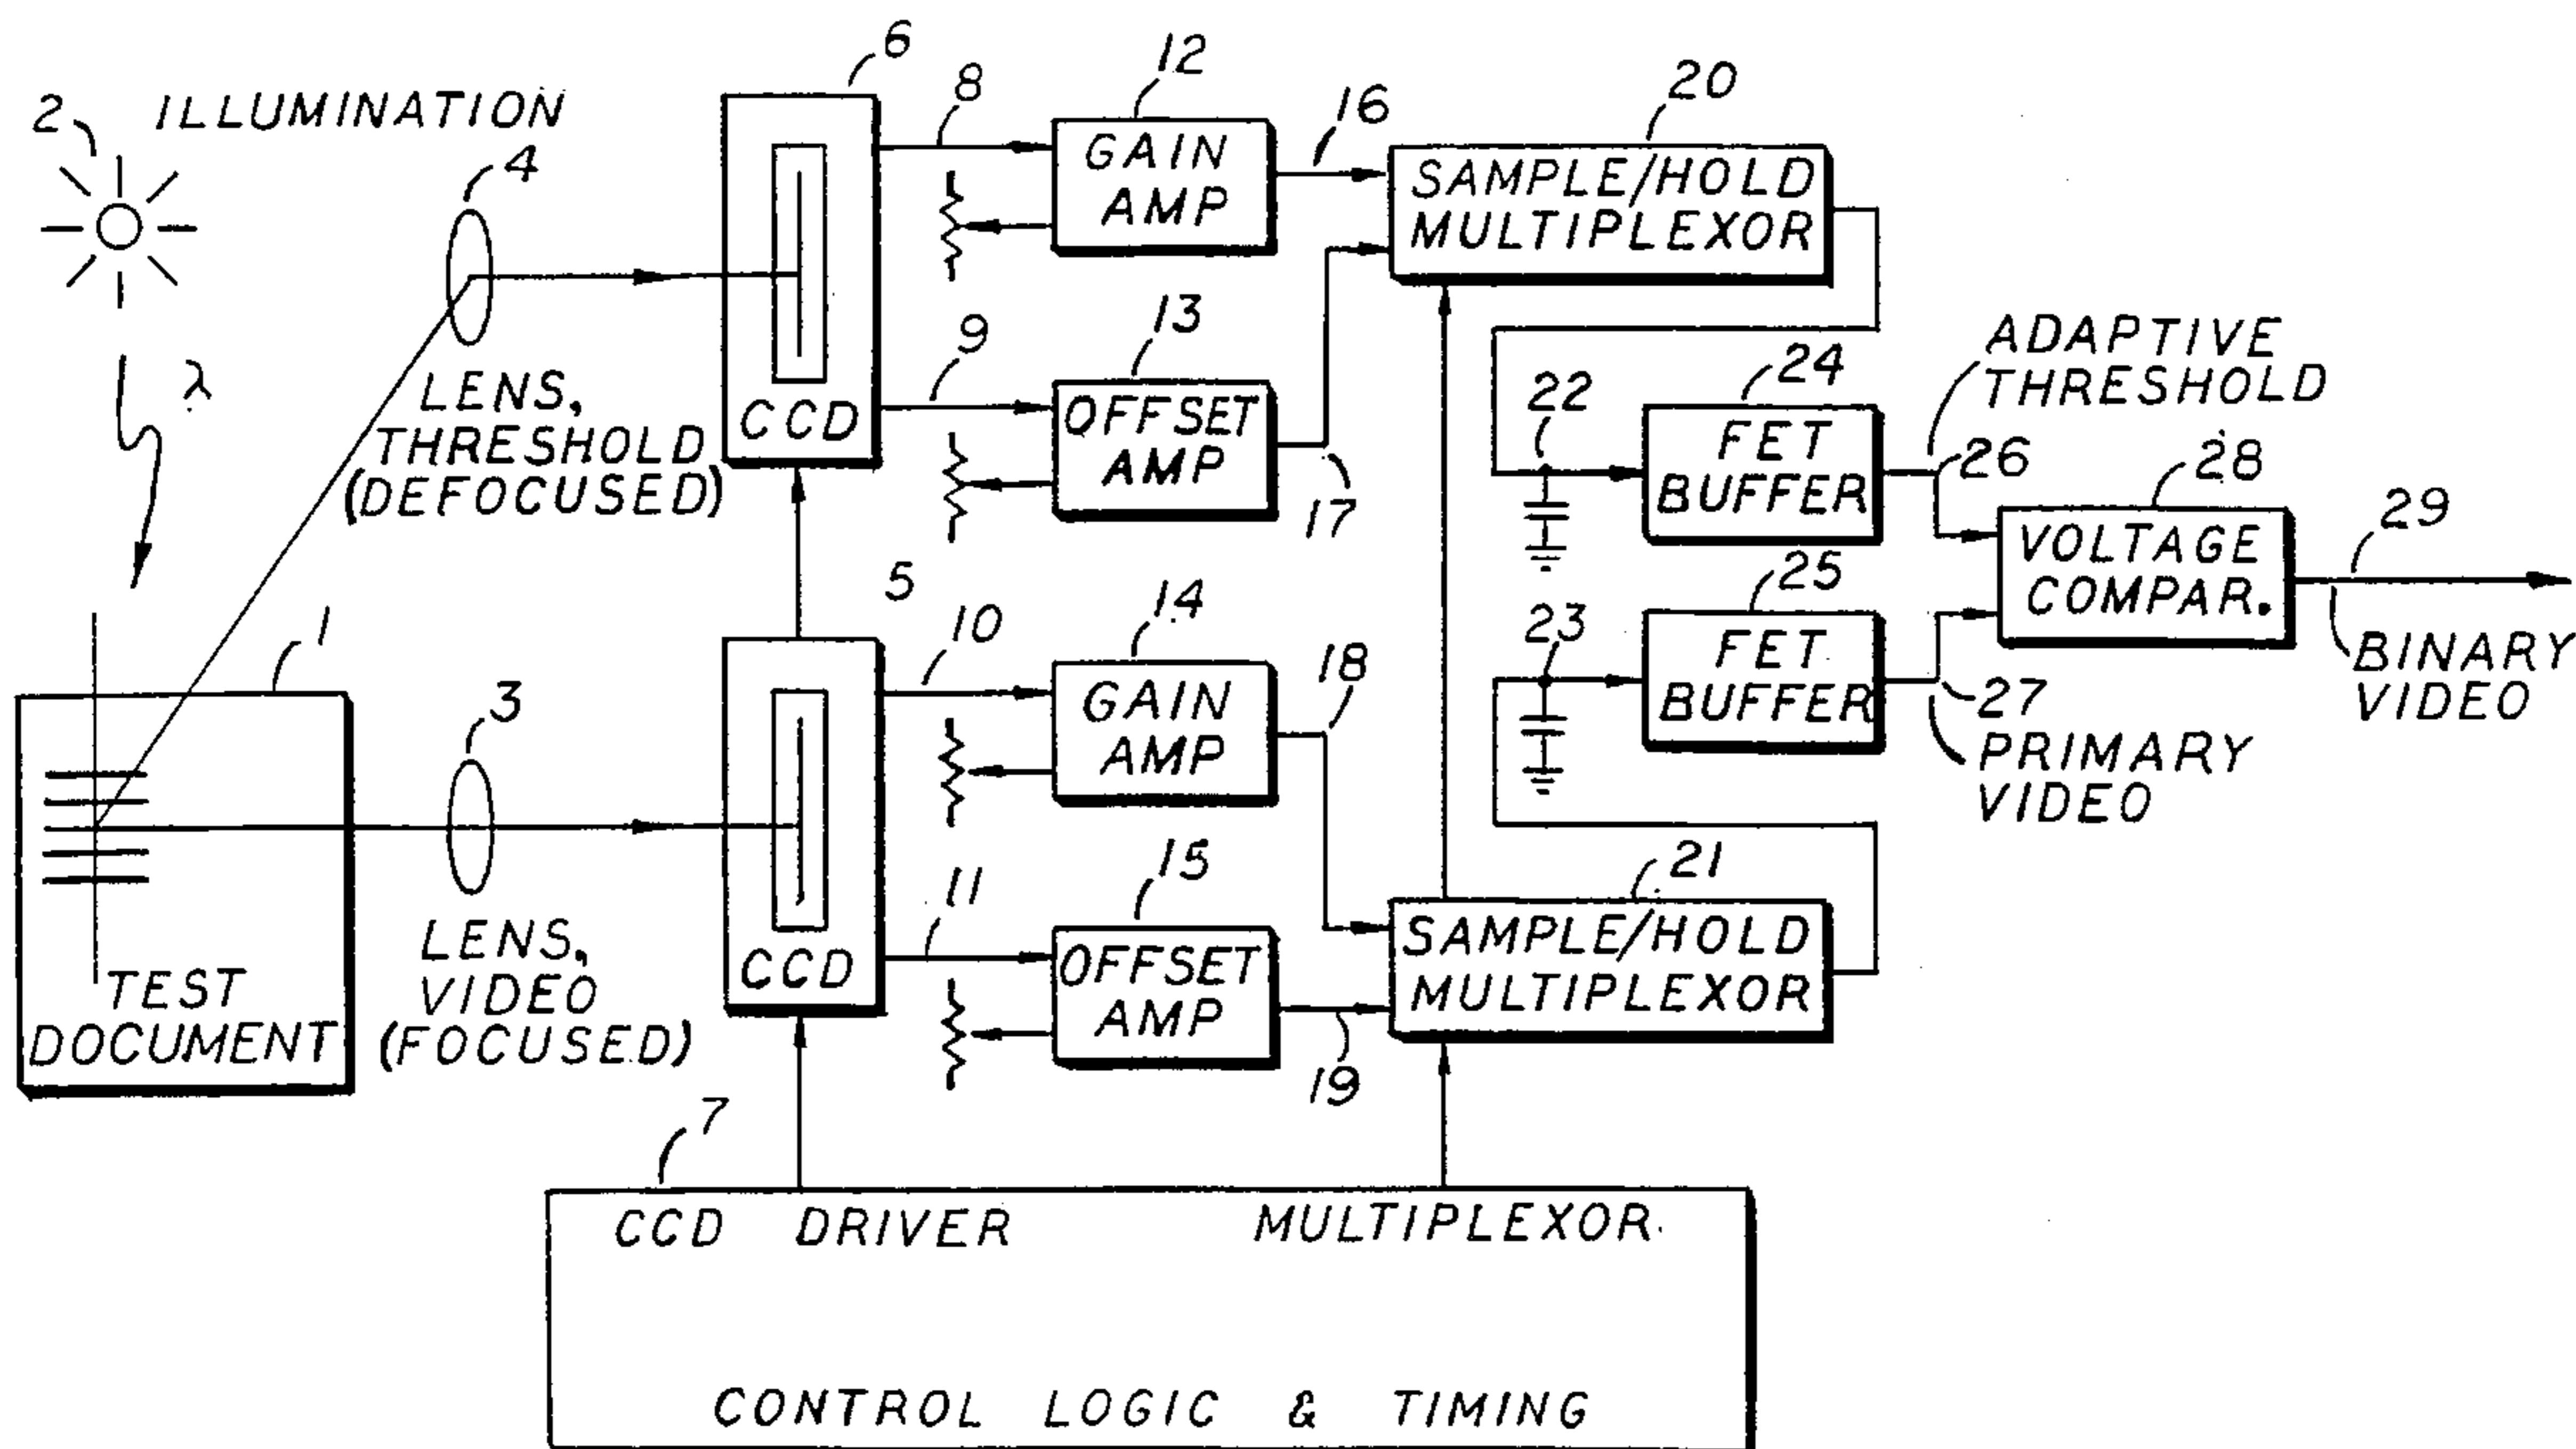 2
ILLUMINATION
λ
4
LENS,
THRESHOLD
(DEFOCUSED)
1
TEST
DOCUMENT
3
LENS,
VIDEO
(FOCUSED)
6
CCD
5
CCD
8
9
10
11
12
GAIN
AMP
13
OFFSET
AMP
14
GAIN
AMP
15
OFFSET
AMP
16
17
18
19
20
SAMPLE/HOLD
MULTIPLEXOR
21
SAMPLE/HOLD
MULTIPLEXOR
22
23
24
FET
BUFFER
25
FET
BUFFER
ADAPTIVE
THRESHOLD
26
27
PRIMARY
VIDEO
28
VOLTAGE
COMPAR.
29
BINARY
VIDEO
7
CCD DRIVER
MULTIPLEXOR
CONTROL LOGIC & TIMING